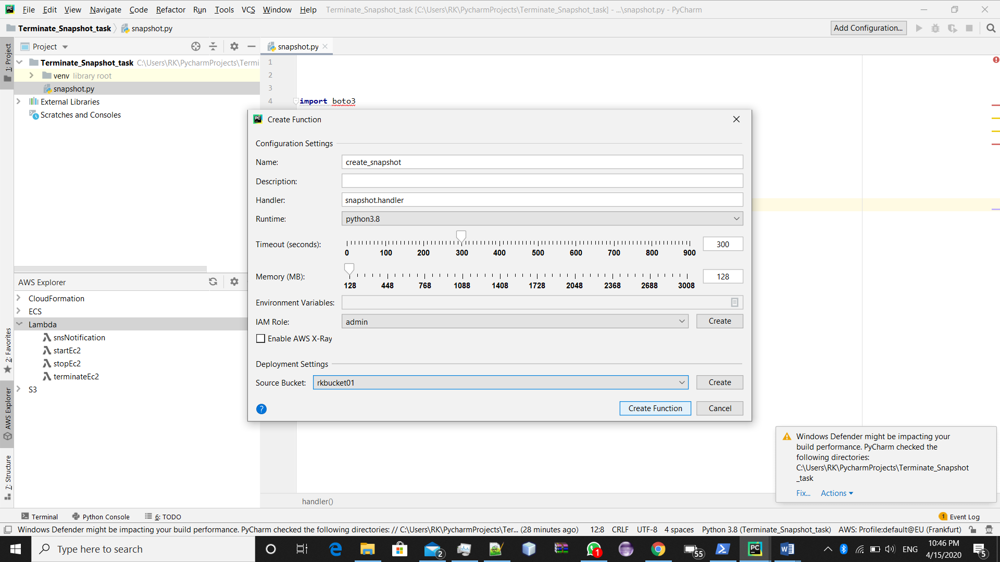 File Edit View Navigate Code Refactor Run Tools VCS Window Help Terminate_Snapshot_task [C:\Users\RK\PycharmProjects\Terminate_Snapshot_task] - ...\snapshot.py - PyCharm
Terminate_Snapshot_task snapshot.py Add Configuration...
Project snapshot.py
1: Project
Terminate_Snapshot_task C:\Users\RK\PycharmProjects\Termi
venv library root
snapshot.py
External Libraries
Scratches and Consoles
1
2
3
4 import boto3
Create Function
Configuration Settings
Name: create_snapshot
Description:
Handler: snapshot.handler
Runtime: python3.8
Timeout (seconds): 300
0 100 200 300 400 500 600 700 800 900
Memory (MB): 128
128 448 768 1088 1408 1728 2048 2368 2688 3008
Environment Variables:
IAM Role: admin Create
Enable AWS X-Ray
Deployment Settings
Source Bucket: rkbucket01 Create
? Create Function Cancel
AWS Explorer
CloudFormation
ECS
Lambda
snsNotification
startEc2
stopEc2
terminateEc2
S3
2: Favorites
AWS Explorer
7: Structure
Windows Defender might be impacting your
build performance. PyCharm checked the
following directories:
C:\Users\RK\PycharmProjects\Terminate_Snapshot
_task
Fix... Actions
handler()
Terminal Python Console 6: TODO 1 Event Log
Windows Defender might be impacting your build performance. PyCharm checked the following directories: // C:\Users\RK\PycharmProjects\Ter... (28 minutes ago) 12:8 CRLF UTF-8 4 spaces Python 3.8 (Terminate_Snapshot_task) AWS: Profile:default@EU (Frankfurt)
Type here to search 2 1 55 PC W ENG 10:46 PM
4/15/2020 5